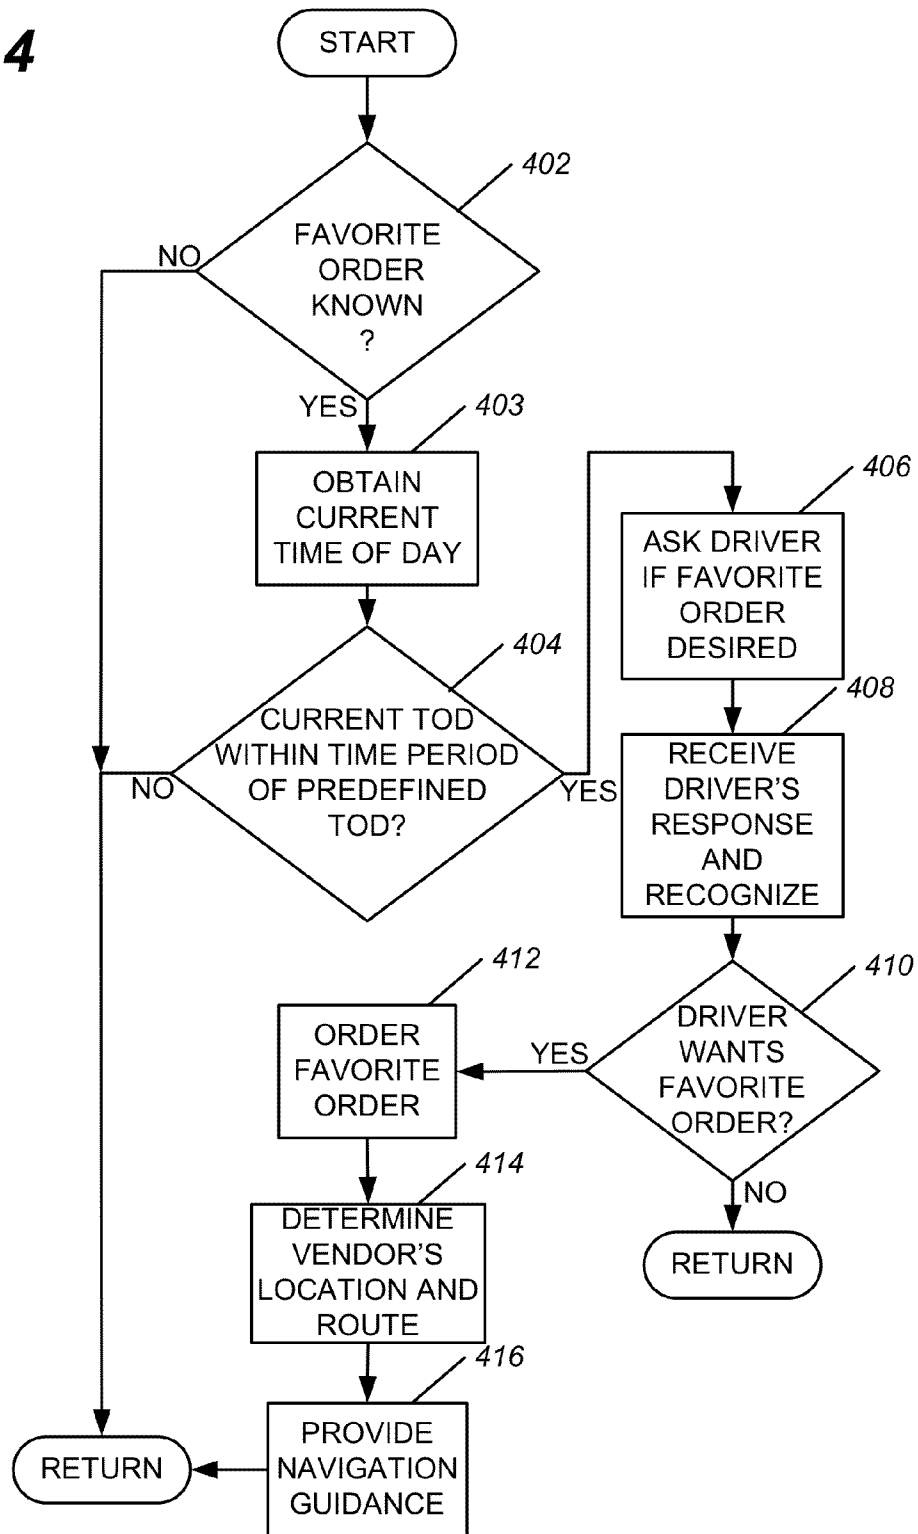 4
START
402
FAVORITE
ORDER
KNOWN
?
NO
YES
403
OBTAIN
CURRENT
TIME OF DAY
404
CURRENT TOD
WITHIN TIME PERIOD
OF PREDEFINED
TOD?
NO
YES
406
ASK DRIVER
IF FAVORITE
ORDER
DESIRED
408
RECEIVE
DRIVER'S
RESPONSE
AND
RECOGNIZE
410
DRIVER
WANTS
FAVORITE
ORDER?
YES
NO
RETURN
412
ORDER
FAVORITE
ORDER
414
DETERMINE
VENDOR'S
LOCATION AND
ROUTE
416
PROVIDE
NAVIGATION
GUIDANCE
RETURN